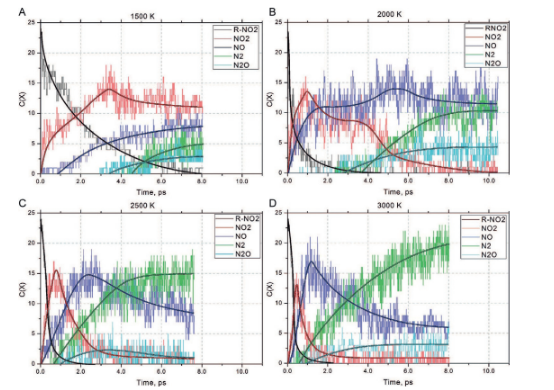 A
1500 K
C(X)
25
20
15
10
5
0
0.0
2.0
4.0
6.0
8.0
10.0
Time, ps
R-NO2
NO2
NO
N2
N2O
B
2000 K
C(X)
25
20
15
10
5
0
0.0
2.0
4.0
6.0
8.0
10.0
Time, ps
RNO2
NO2
NO
N2
N2O
C
2500 K
C(X)
25
20
15
10
5
0
0.0
2.0
4.0
6.0
8.0
10.0
Time, ps
R-NO2
NO2
NO
N2
N2O
D
3000 K
C(X)
25
20
15
10
5
0
0.0
2.0
4.0
6.0
8.0
10.0
Time, ps
R-NO2
NO2
NO
N2
N2O